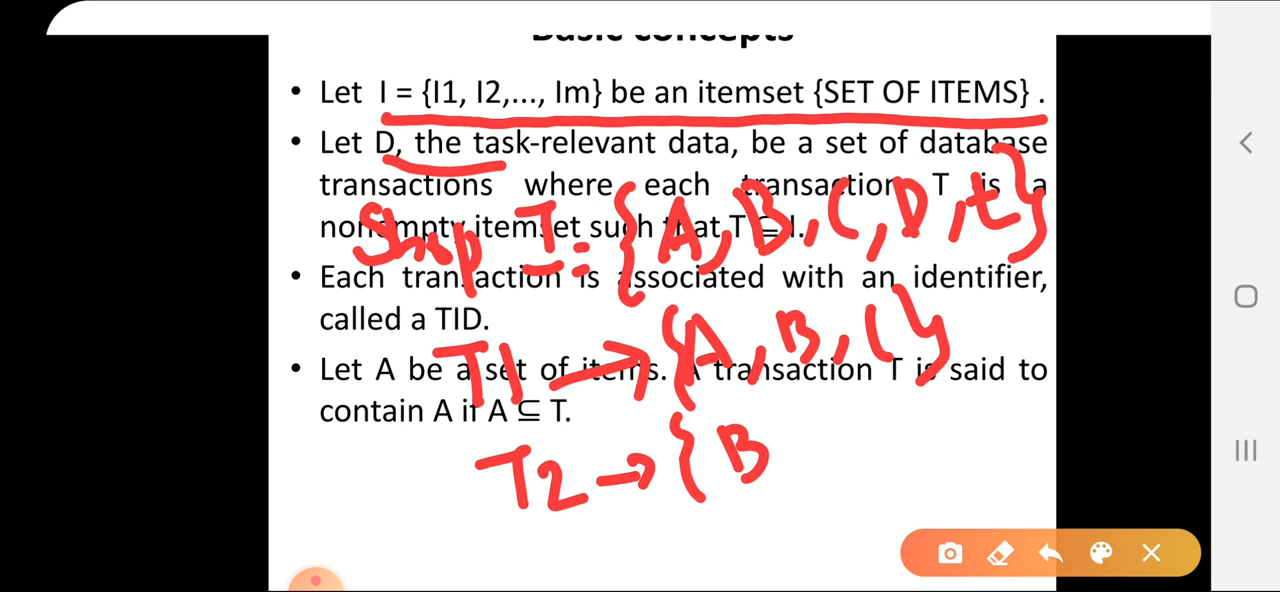 Basic concepts
• Let I = {I1, I2,..., Im} be an itemset {SET OF ITEMS} .
• Let D, the task-relevant data, be a set of database
transactions where each transaction T is a
nonempty itemset such that T ⊆ I.
Shop I = {A, B, C, D, t}
• Each transaction is associated with an identifier,
called a TID.
T1 → {A, B, C}
• Let A be a set of items. A transaction T is said to
contain A if A ⊆ T.
T2 → {B